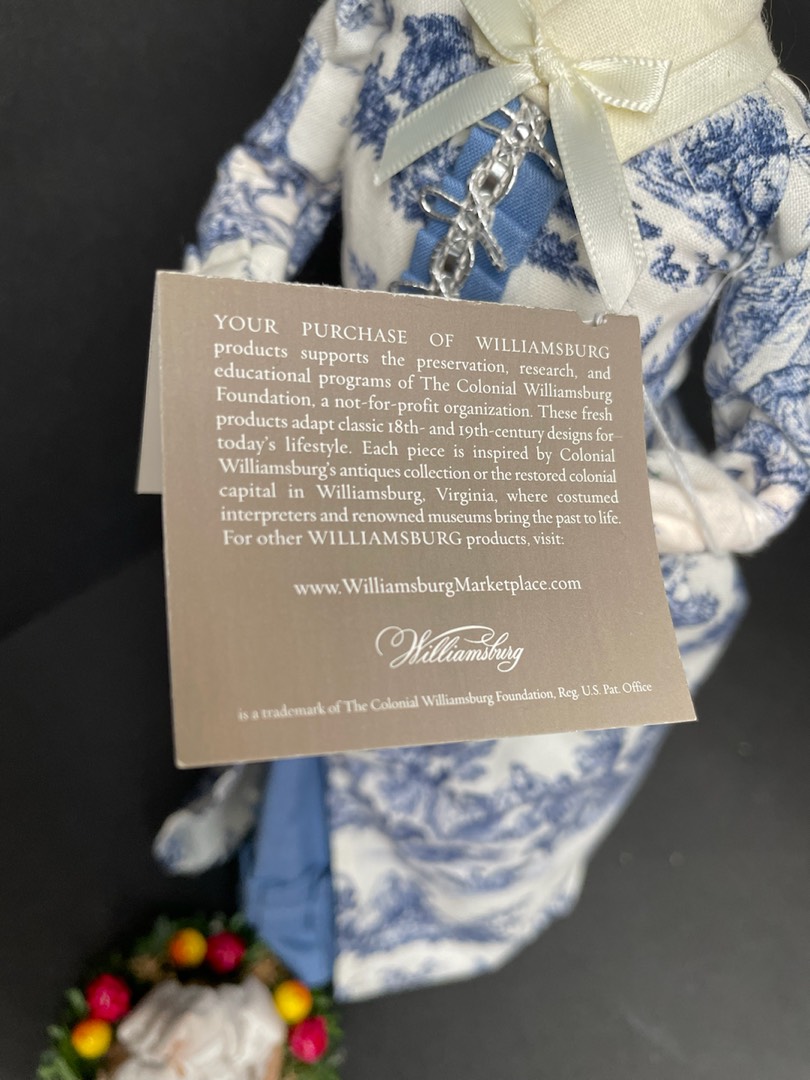 YOUR PURCHASE OF WILLIAMSBURG
products supports the preservation, research, and
educational programs of The Colonial Williamsburg
Foundation, a not-for-profit organization. These fresh
products adapt classic 18th- and 19th-century designs for
today's lifestyle. Each piece is inspired by Colonial
Williamsburg's antiques collection or the restored colonial
capital in Williamsburg, Virginia, where costumed
interpreters and renowned museums bring the past to life.
For other WILLIAMSBURG products, visit:
www.WilliamsburgMarketplace.com
Williamsburg
is a trademark of The Colonial Williamsburg Foundation, Reg. U.S. Pat. Office